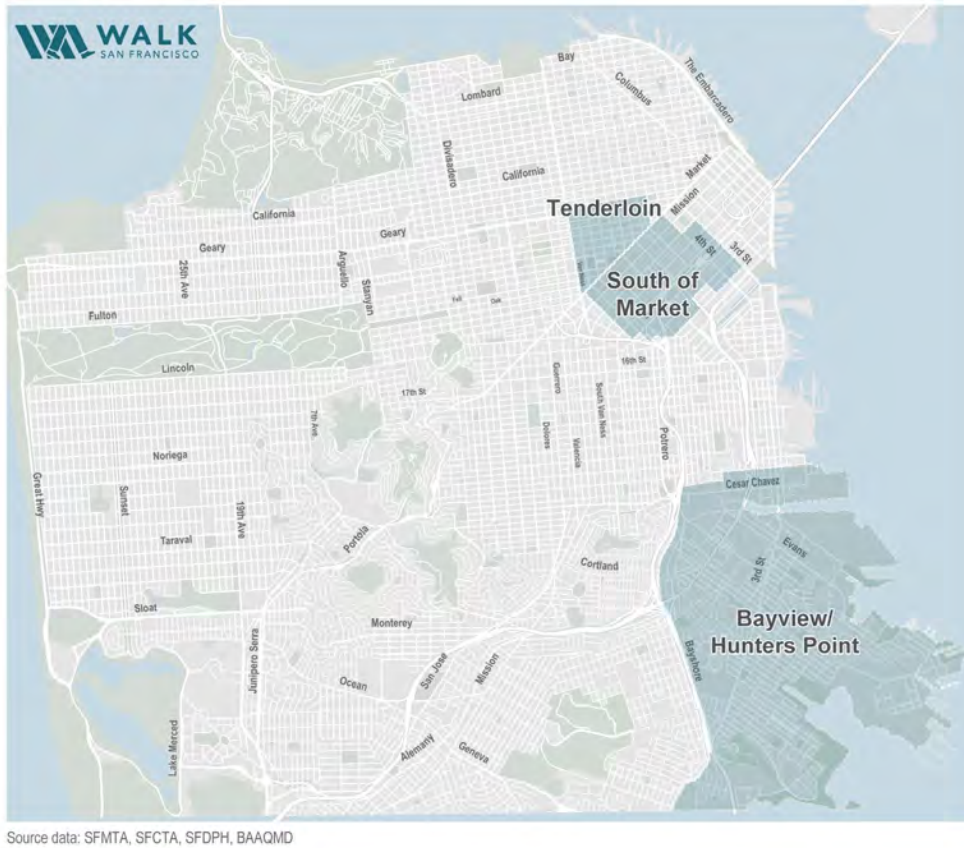 WALK
SAN FRANCISCO
Bay
The Embarcadero
Columbus
Lombard
Divisadero
California
Market
Mission
Tenderloin
California
Geary
Geary
4th St
3rd St
25th Ave
Arguello
Stanyan
Van Ness
South of
Market
Fell
Oak
Fulton
Lincoln
16th St
17th St
Guerrero
South Van Ness
7th Ave
Dolores
Valencia
Potrero
Noriega
Great Hwy
Sunset
19th Ave
Cesar Chavez
Portola
Taraval
Evans
3rd St
Cortland
Sloat
Monterey
Bayview/
Hunters Point
Junipero Serra
San Jose
Mission
Bayshore
Ocean
Lake Merced
Alemany
Geneva
Source data: SFMTA, SFCTA, SFDPH, BAAQMD